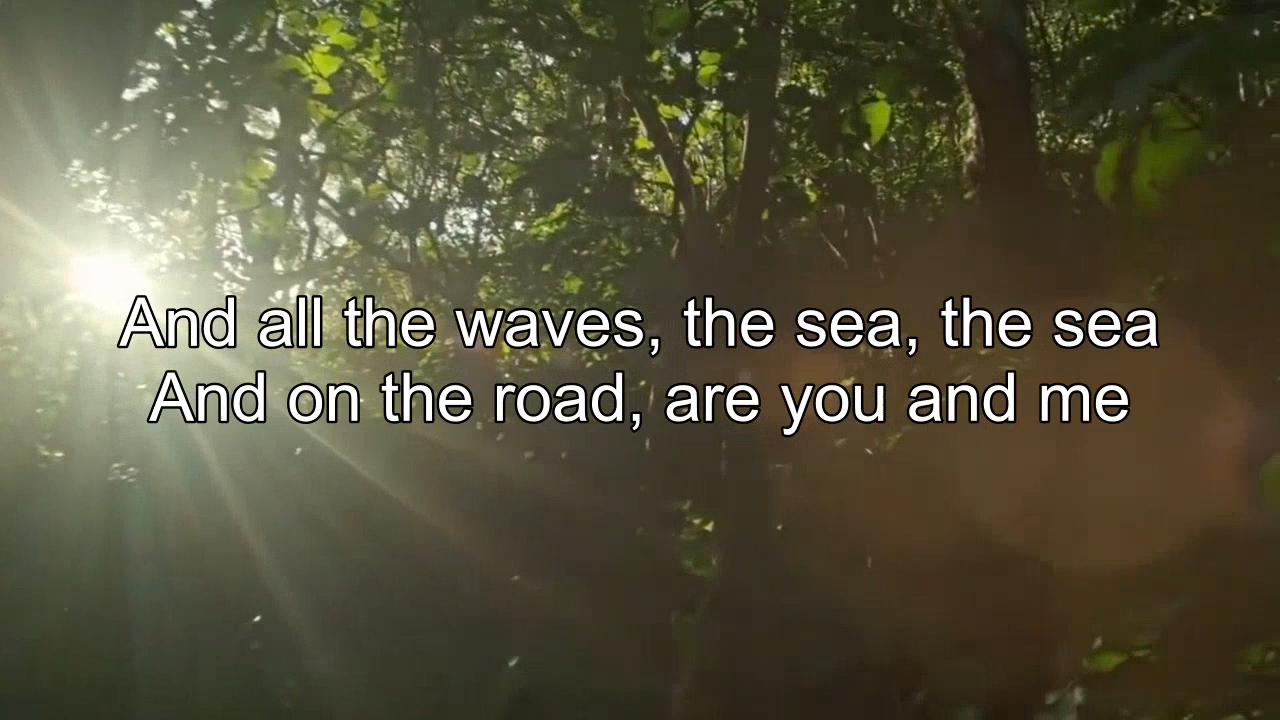 And all the waves, the sea, the sea
And on the road, are you and me